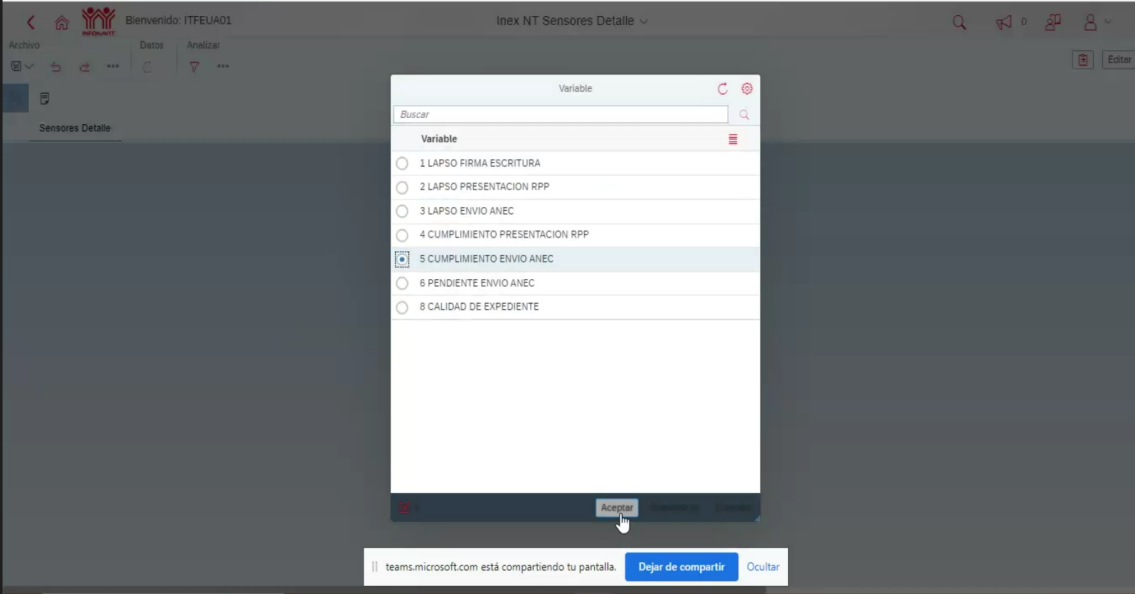 Bienvenido: ITFEUA01
Inex NT Sensores Detalle
0
Archivo
Datos
Analizar
Editar
Sensores Detalle
Variable
Buscar
Variable
1 LAPSO FIRMA ESCRITURA
2 LAPSO PRESENTACION RPP
3 LAPSO ENVIO ANEC
4 CUMPLIMIENTO PRESENTACION RPP
5 CUMPLIMIENTO ENVIO ANEC
6 PENDIENTE ENVIO ANEC
8 CALIDAD DE EXPEDIENTE
Aceptar
teams.microsoft.com está compartiendo tu pantalla.
Dejar de compartir
Ocultar